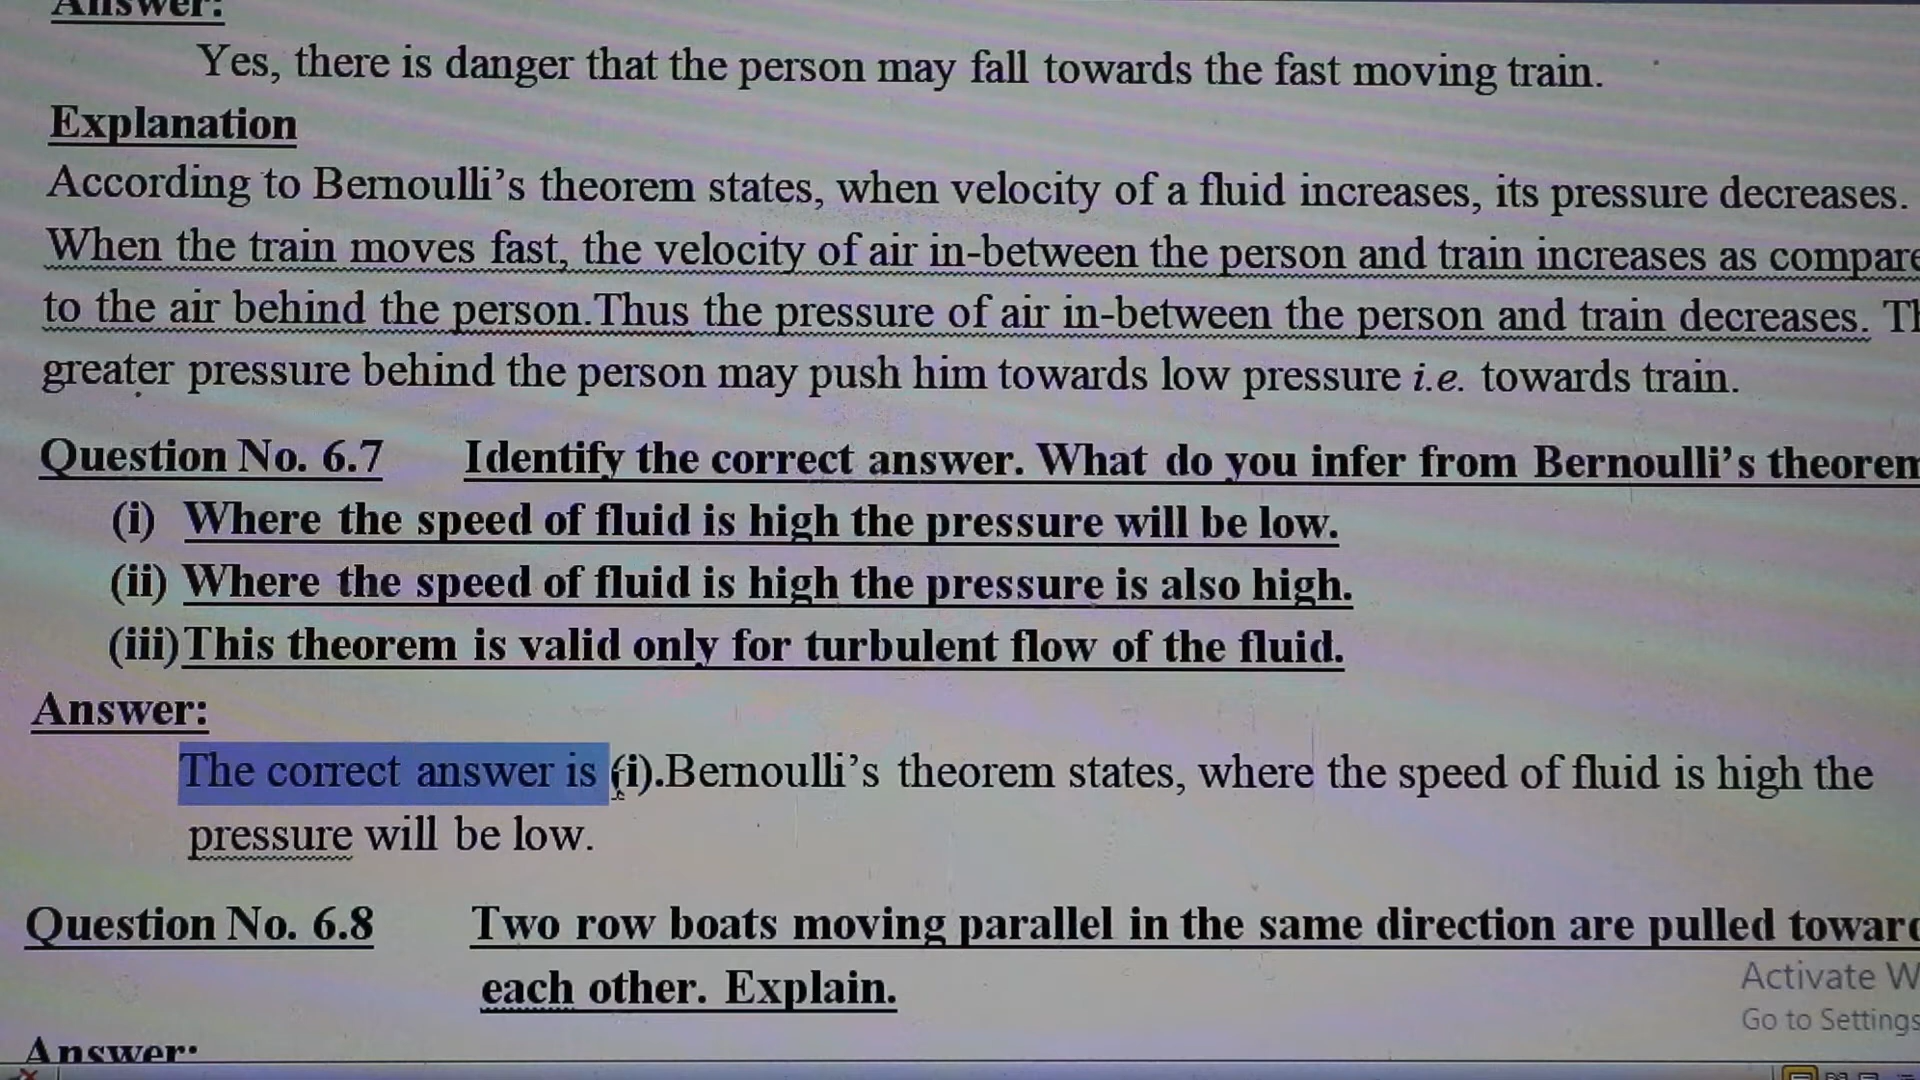 Answer:
Yes, there is danger that the person may fall towards the fast moving train.
Explanation
According to Bernoulli's theorem states, when velocity of a fluid increases, its pressure decreases.
When the train moves fast, the velocity of air in-between the person and train increases as compare
to the air behind the person.Thus the pressure of air in-between the person and train decreases. Th
greater pressure behind the person may push him towards low pressure i.e. towards train.
Question No. 6.7 Identify the correct answer. What do you infer from Bernoulli's theorem
(i) Where the speed of fluid is high the pressure will be low.
(ii) Where the speed of fluid is high the pressure is also high.
(iii) This theorem is valid only for turbulent flow of the fluid.
Answer:
The correct answer is (i).Bernoulli's theorem states, where the speed of fluid is high the
pressure will be low.
Question No. 6.8 Two row boats moving parallel in the same direction are pulled toward
each other. Explain.
Activate W
Go to Settings
Answer: